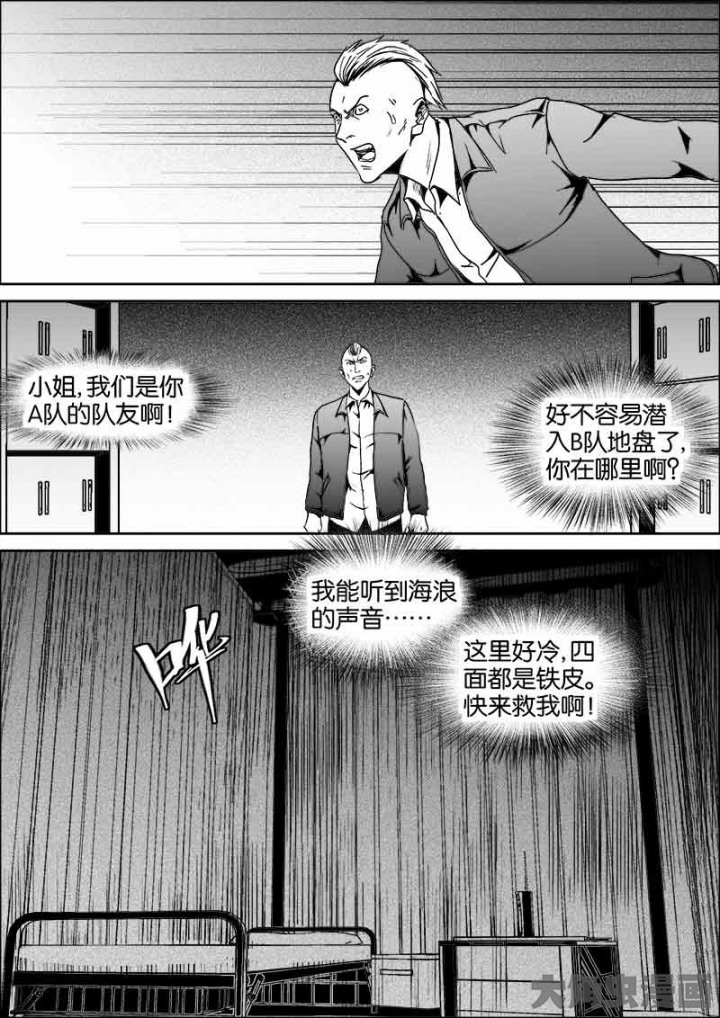 小姐,我们是你
A队的队友啊!
好不容易潜
入B队地盘了,
你在哪里啊?
我能听到海浪
的声音……
这里好冷,四
面都是铁皮。
快来救我啊!